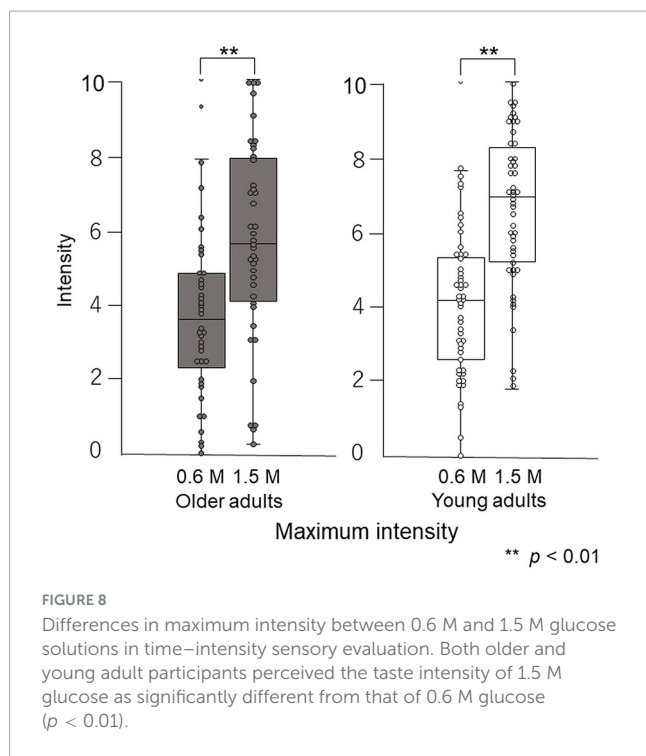 ** **
10 10
8 8
6 6
4 4
2 2
0 0
Intensity
0.6 M 1.5 M 0.6 M 1.5 M
Older adults Young adults
Maximum intensity
** p < 0.01
FIGURE 8
Differences in maximum intensity between 0.6 M and 1.5 M glucose
solutions in time–intensity sensory evaluation. Both older and
young adult participants perceived the taste intensity of 1.5 M
glucose as significantly different from that of 0.6 M glucose
(p < 0.01).